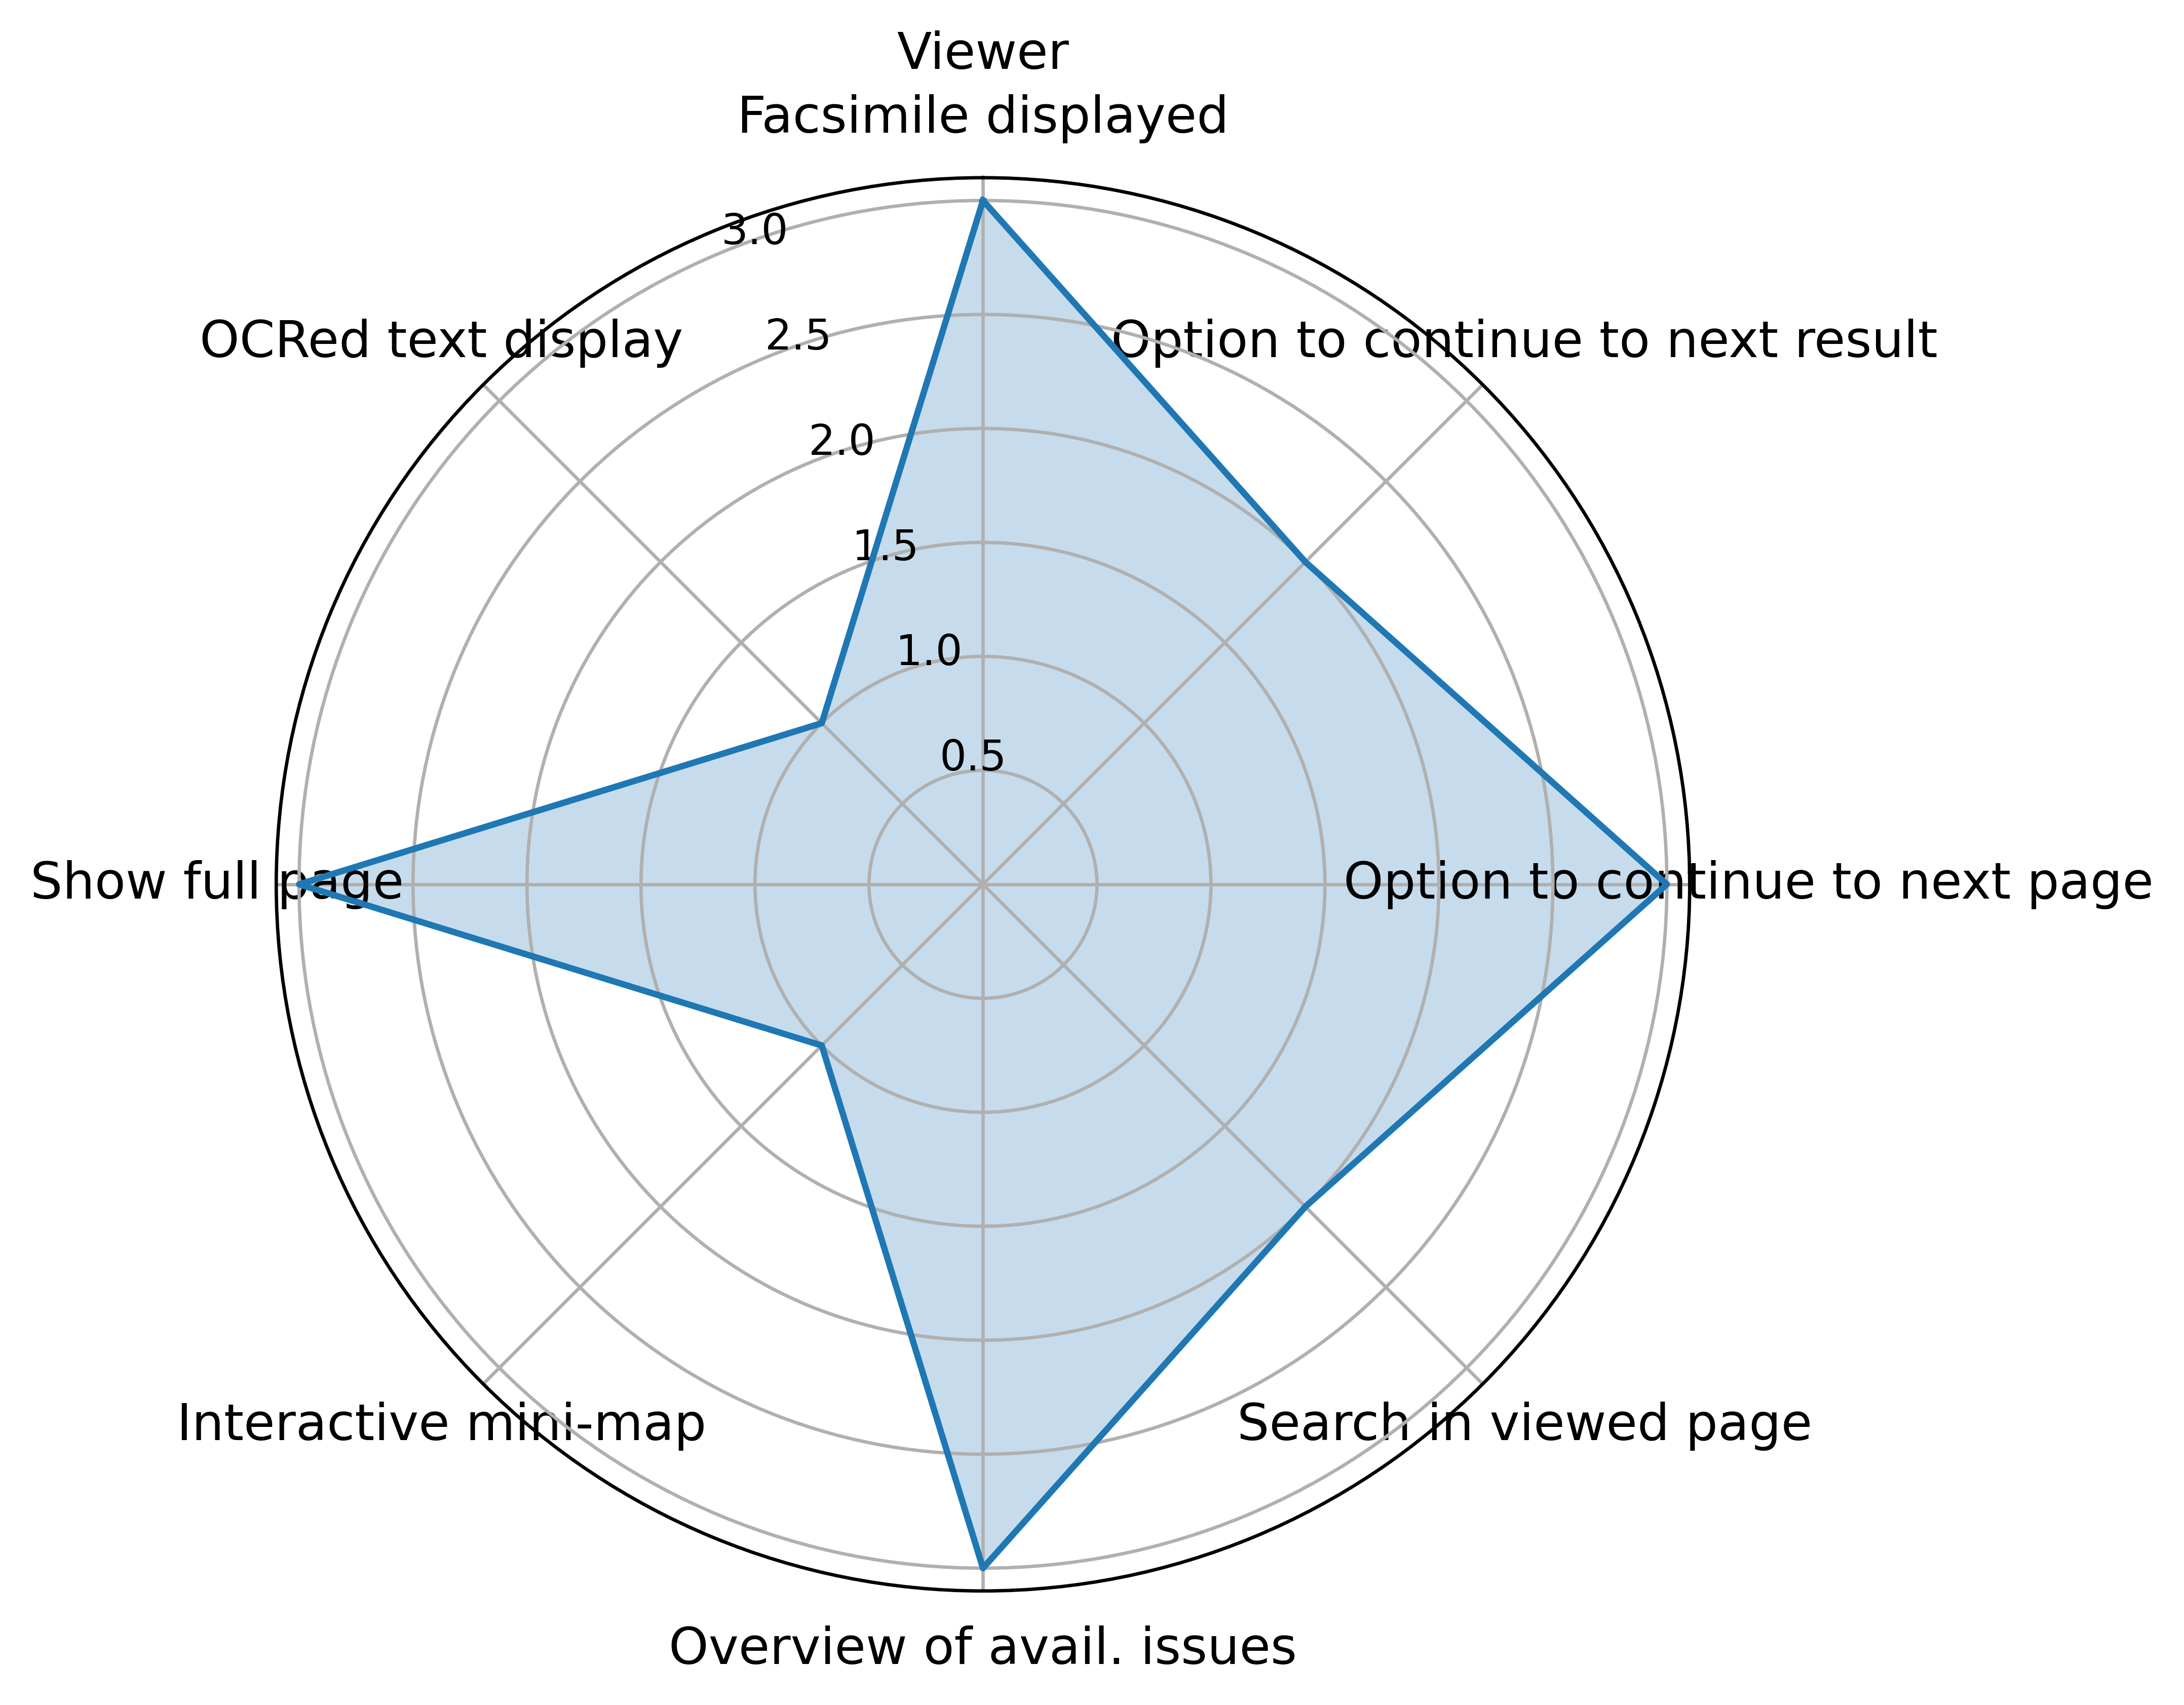 Viewer
Facsimile displayed
3.0
OCRed text display
2.5
Option to continue to next result
2.0
1.5
1.0
0.5
Show full page
Option to continue to next page
Interactive mini-map
Search in viewed page
Overview of avail. issues